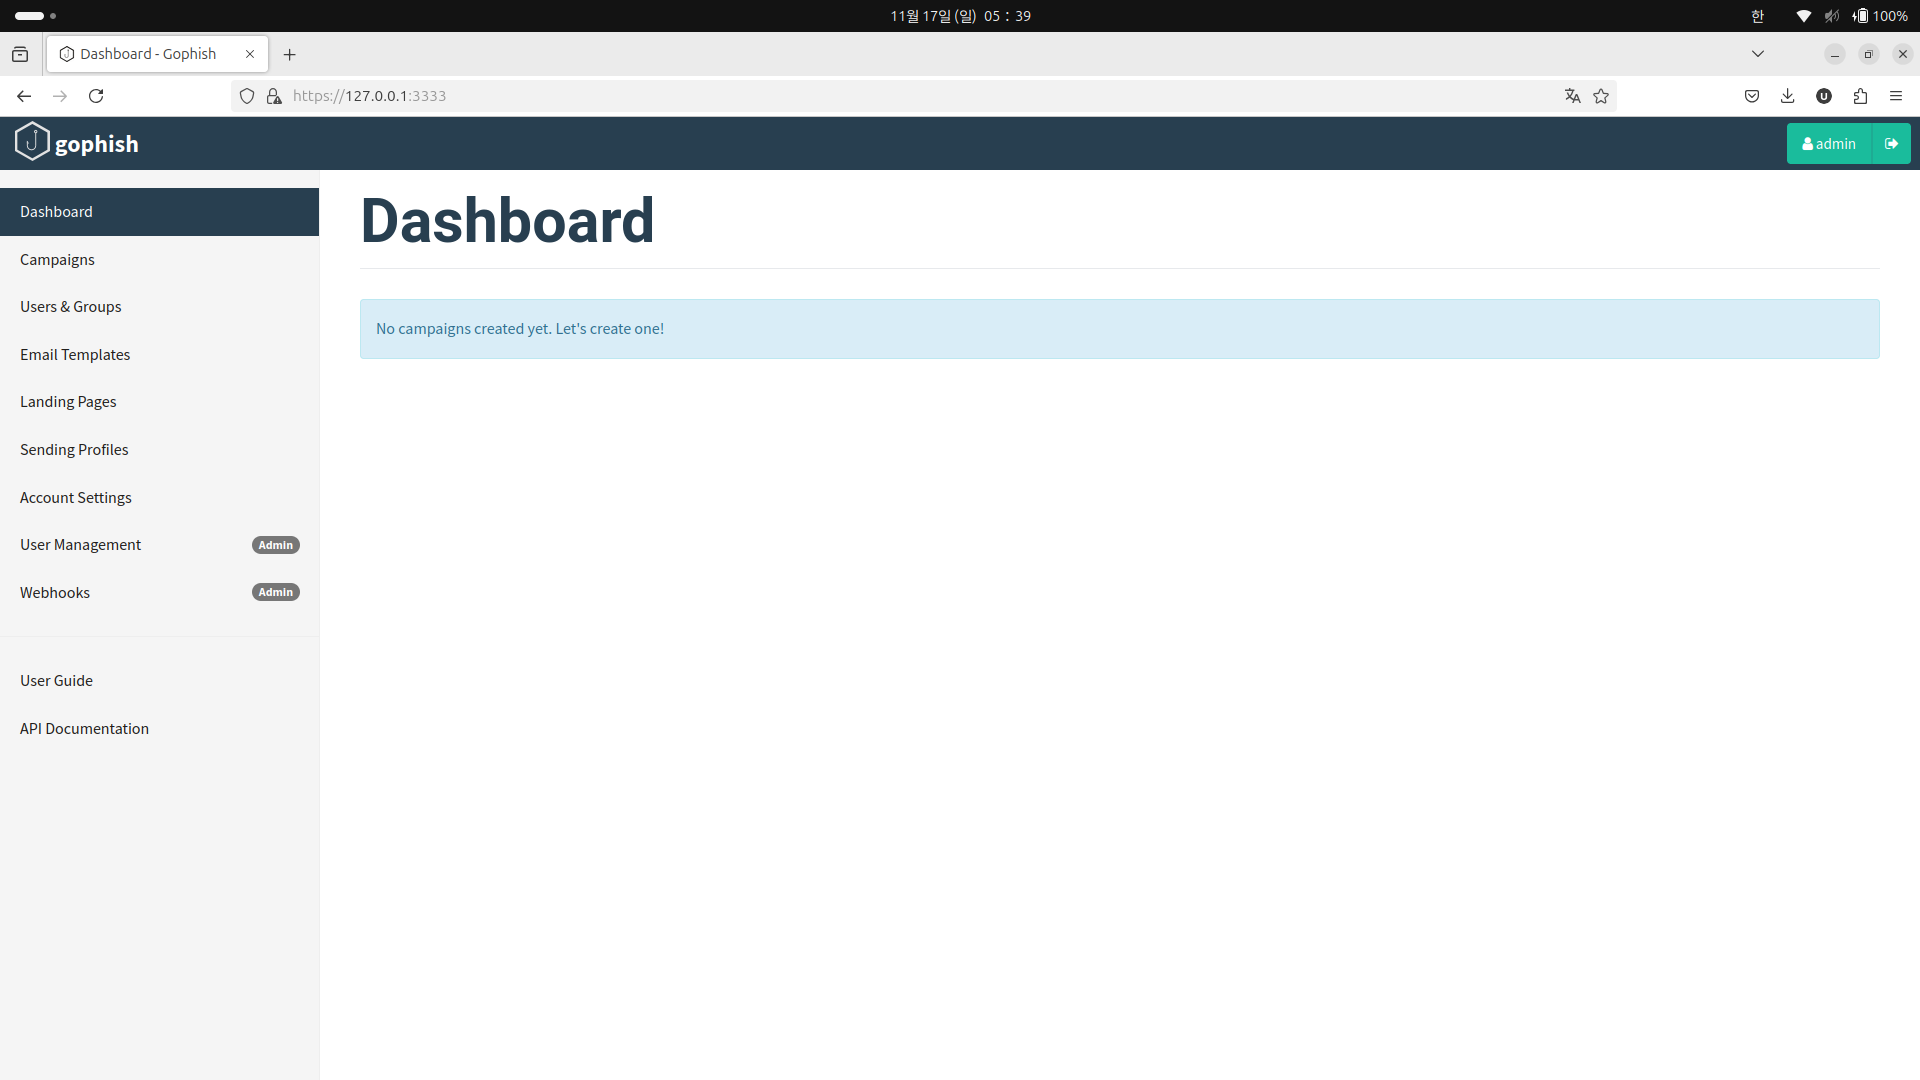 11월 17일 (일) 05 : 39
한
100%
Dashboard - Gophish
https://127.0.0.1:3333
U
gophish
admin
Dashboard
Campaigns
Users & Groups
Email Templates
Landing Pages
Sending Profiles
Account Settings
User Management Admin
Webhooks Admin
User Guide
API Documentation
Dashboard
No campaigns created yet. Let's create one!